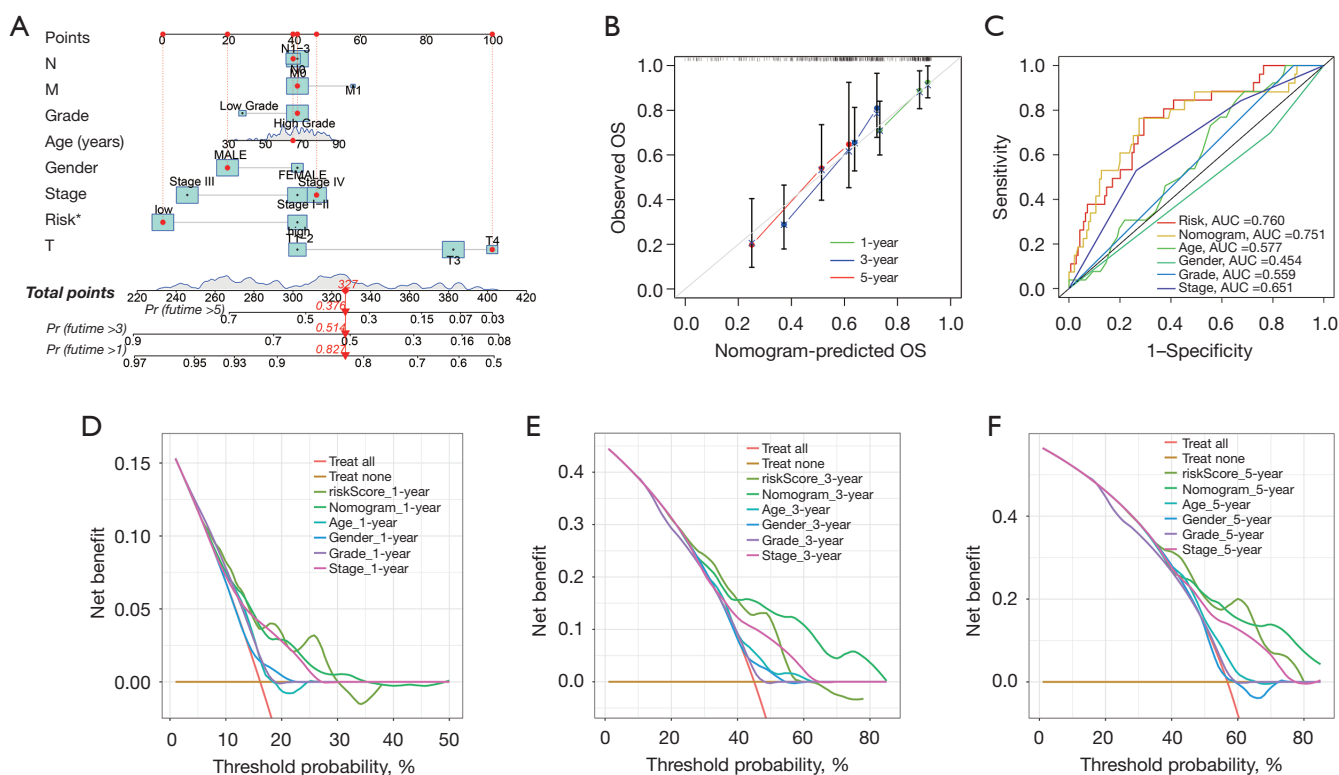 A
Points
0 20 40 60 80 100
N
N1–3
N0
M
M0
M1
Grade
Low Grade
High Grade
Age (years)
30 50 70 90
Gender
MALE
FEMALE
Stage
Stage III
Stage IV
Stage I–II
Risk*
low
high
T
T1–2
T3
T4
Total points
327
220 240 260 280 300 320 340 360 380 400 420
Pr (futime >5)
0.376
0.7 0.5 0.3 0.15 0.07 0.03
Pr (futime >3)
0.514
0.9 0.7 0.5 0.3 0.16 0.08
Pr (futime >1)
0.827
0.97 0.95 0.93 0.9 0.8 0.7 0.6 0.5
B
Observed OS
1.0
0.8
0.6
0.4
0.2
0.0
1-year
3-year
5-year
0.0 0.2 0.4 0.6 0.8 1.0
Nomogram-predicted OS
C
Sensitivity
1.0
0.8
0.6
0.4
0.2
0.0
Risk, AUC =0.760
Nomogram, AUC =0.751
Age, AUC =0.577
Gender, AUC =0.454
Grade, AUC =0.559
Stage, AUC =0.651
0.0 0.2 0.4 0.6 0.8 1.0
1–Specificity
D
Net benefit
0.15
0.10
0.05
0.00
Treat all
Treat none
riskScore_1-year
Nomogram_1-year
Age_1-year
Gender_1-year
Grade_1-year
Stage_1-year
0 10 20 30 40 50
Threshold probability, %
E
Net benefit
0.4
0.3
0.2
0.1
0.0
Treat all
Treat none
riskScore_3-year
Nomogram_3-year
Age_3-year
Gender_3-year
Grade_3-year
Stage_3-year
0 20 40 60 80
Threshold probability, %
F
Net benefit
0.4
0.2
0.0
Treat all
Treat none
riskScore_5-year
Nomogram_5-year
Age_5-year
Gender_5-year
Grade_5-year
Stage_5-year
0 20 40 60 80
Threshold probability, %